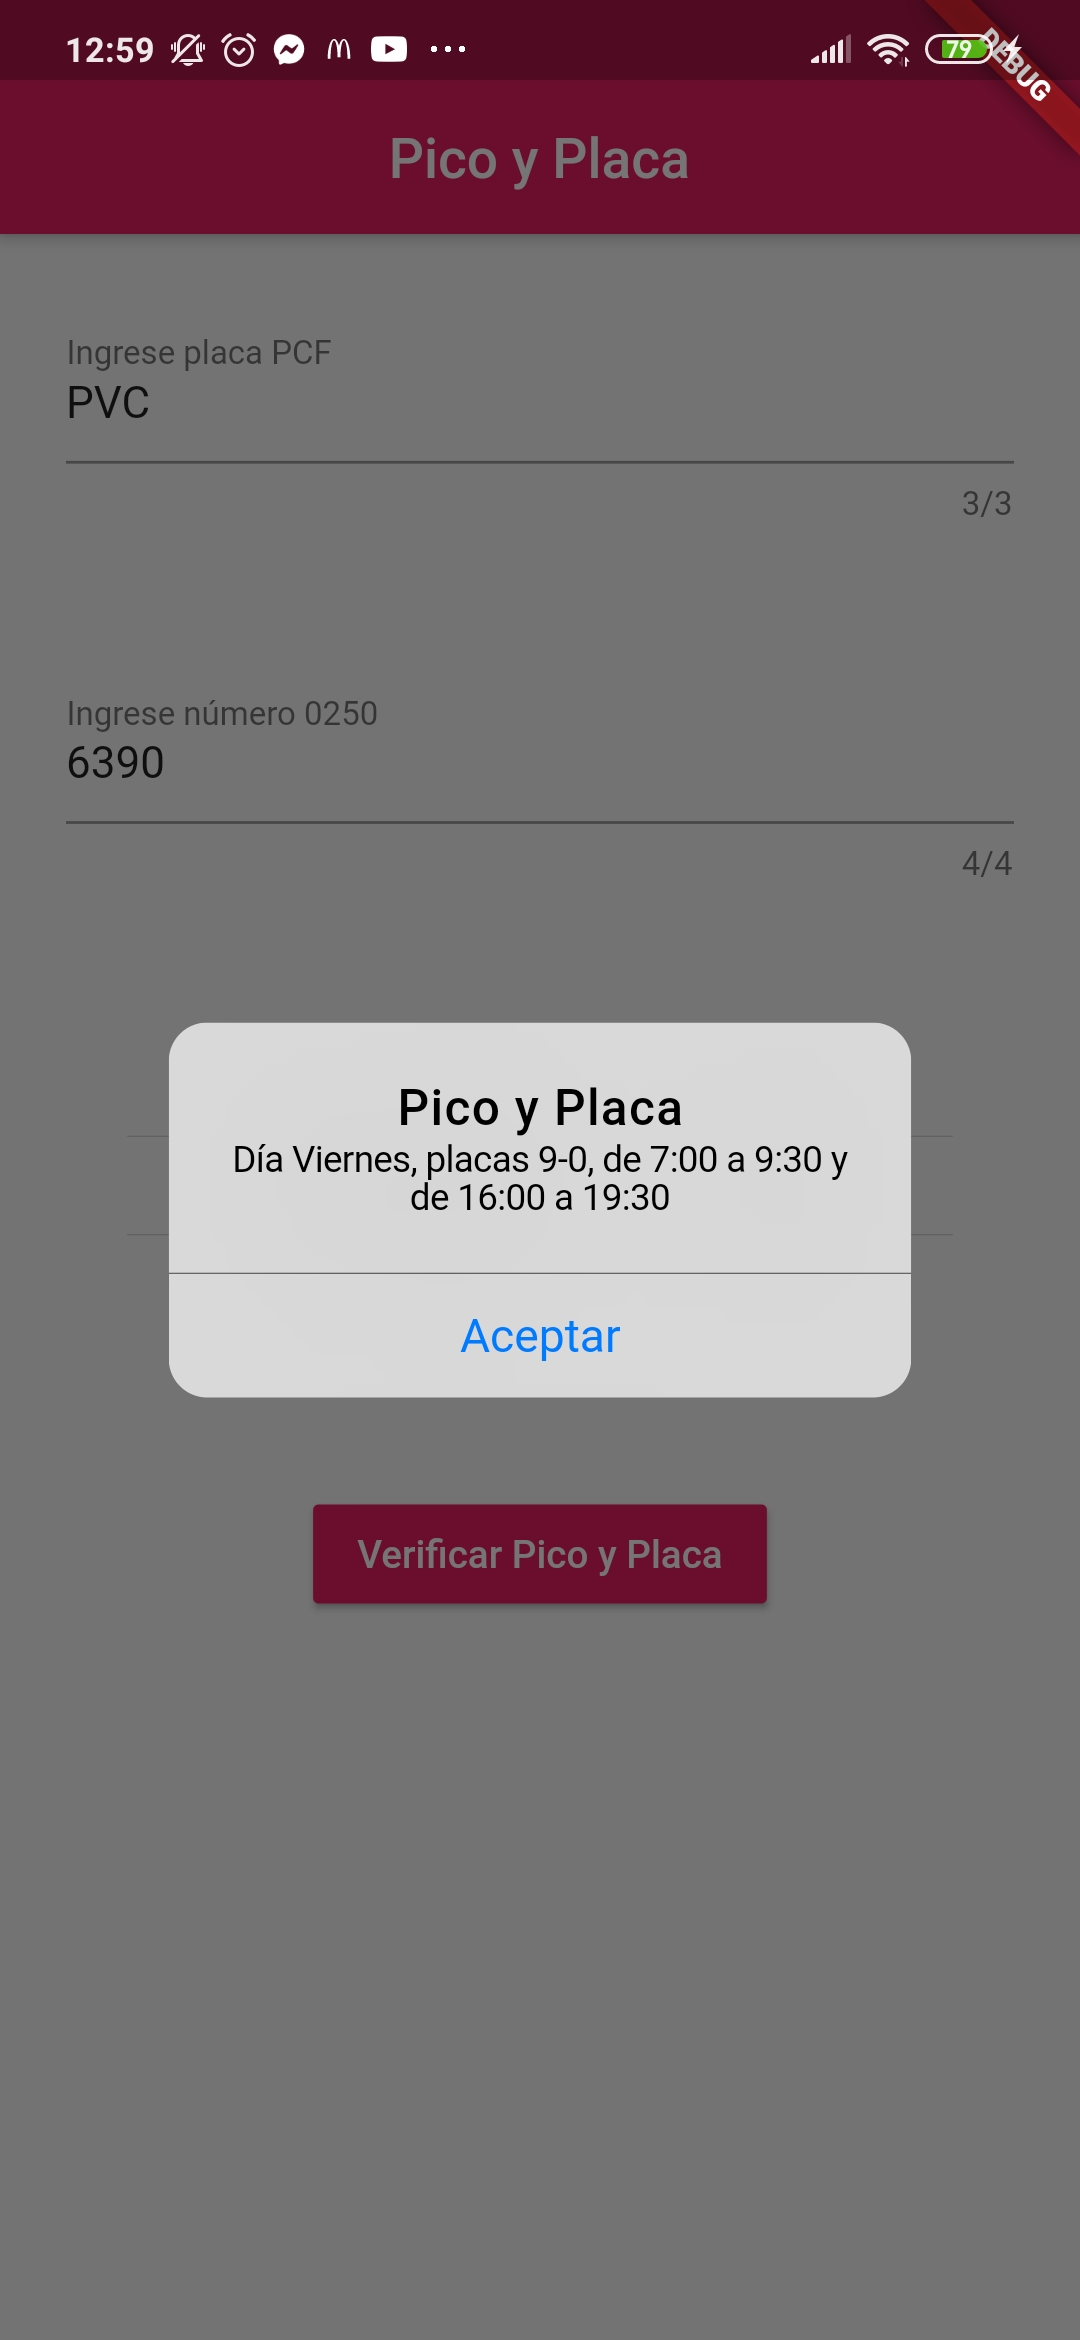 12:59
79
DEBUG
Pico y Placa
Ingrese placa PCF
PVC
3/3
Ingrese número 0250
6390
4/4
Pico y Placa
Día Viernes, placas 9-0, de 7:00 a 9:30 y
de 16:00 a 19:30
Aceptar
Verificar Pico y Placa